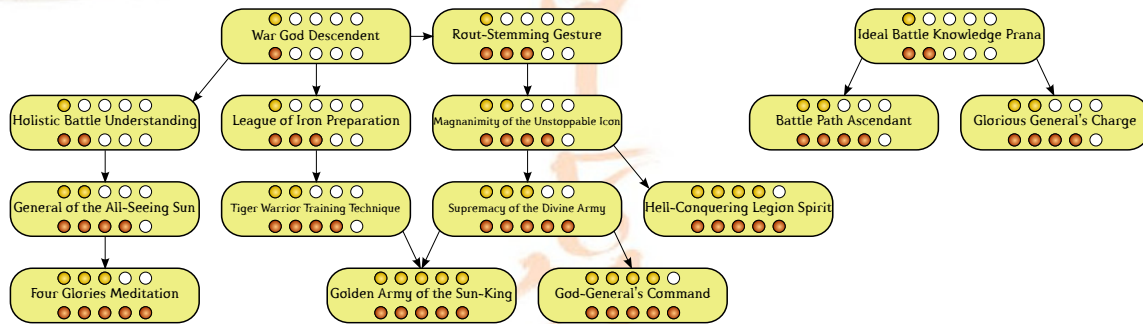 War God Descendent
Rout-Stemming Gesture
Ideal Battle Knowledge Prana
Holistic Battle Understanding
League of Iron Preparation
Magnanimity of the Unstoppable Icon
Battle Path Ascendant
Glorious General's Charge
General of the All-Seeing Sun
Tiger Warrior Training Technique
Supremacy of the Divine Army
Hell-Conquering Legion Spirit
Four Glories Meditation
Golden Army of the Sun-King
God-General's Command